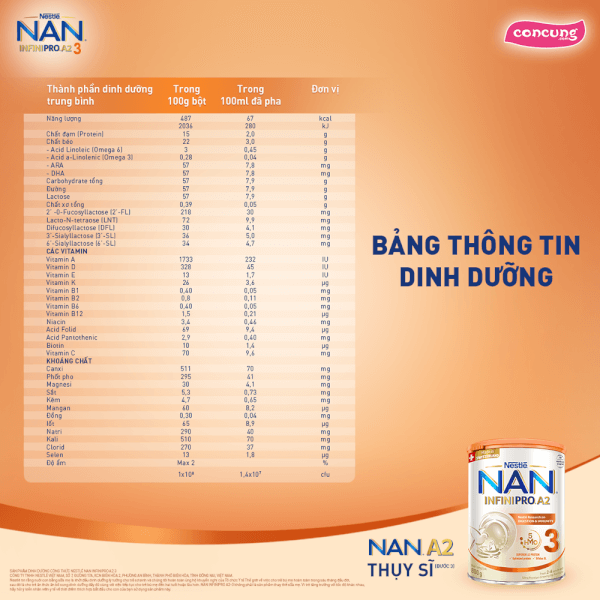 Nestlé
NAN
INFINIPRO A2 3
concung
.com
Thành phần dinh dưỡng trung bình Trong 100g bột Trong 100ml đã pha Đơn vị
Năng lượng 487 67 kcal
2036 280 kJ
Chất đạm (Protein) 15 2,0 g
Chất béo 22 3,0 g
- Acid Linoleic (Omega 6) 3 0,45 g
- Acid a-Linolenic (Omega 3) 0,28 0,04 g
- ARA 57 7,8 mg
- DHA 57 7,8 mg
Carbohydrate tổng 57 7,9 g
Đường 57 7,9 g
Lactose 57 7,9 g
Chất xơ tổng 0,39 0,05 g
2′-O-Fucosyllactose (2′-FL) 218 30 mg
Lacto-N-tetraose (LNT) 72 9,9 mg
Difucosyllactose (DFL) 30 4,1 mg
3′-Sialyllactose (3′-SL) 36 5,0 mg
6′-Sialyllactose (6′-SL) 34 4,7 mg
CÁC VITAMIN
Vitamin A 1733 232 IU
Vitamin D 328 45 IU
Vitamin E 13 1,7 IU
Vitamin K 26 3,6 µg
Vitamin B1 0,40 0,05 mg
Vitamin B2 0,8 0,11 mg
Vitamin B6 0,40 0,05 mg
Vitamin B12 1,5 0,21 µg
Niacin 3,4 0,46 mg
Acid Folid 69 9,4 µg
Acid Pantothenic 2,9 0,40 mg
Biotin 10 1,4 µg
Vitamin C 70 9,6 mg
KHOÁNG CHẤT
Canxi 511 70 mg
Phốt pho 295 41 mg
Magnesi 30 4,1 mg
Sắt 5,3 0,73 mg
Kẽm 4,7 0,65 mg
Mangan 60 8,2 µg
Đồng 0,30 0,04 mg
Iốt 65 8,9 µg
Natri 290 40 mg
Kali 510 70 mg
Clorid 270 37 mg
Selen 13 1,8 µg
Độ ẩm Max 2 %
1x10⁸ 1,4x10⁷ cfu
BẢNG THÔNG TIN
DINH DƯỠNG
Nestlé
NAN
INFINIPRO A2
5
HMO
3
NAN A2
THỤY SĨ (BƯỚC 3)